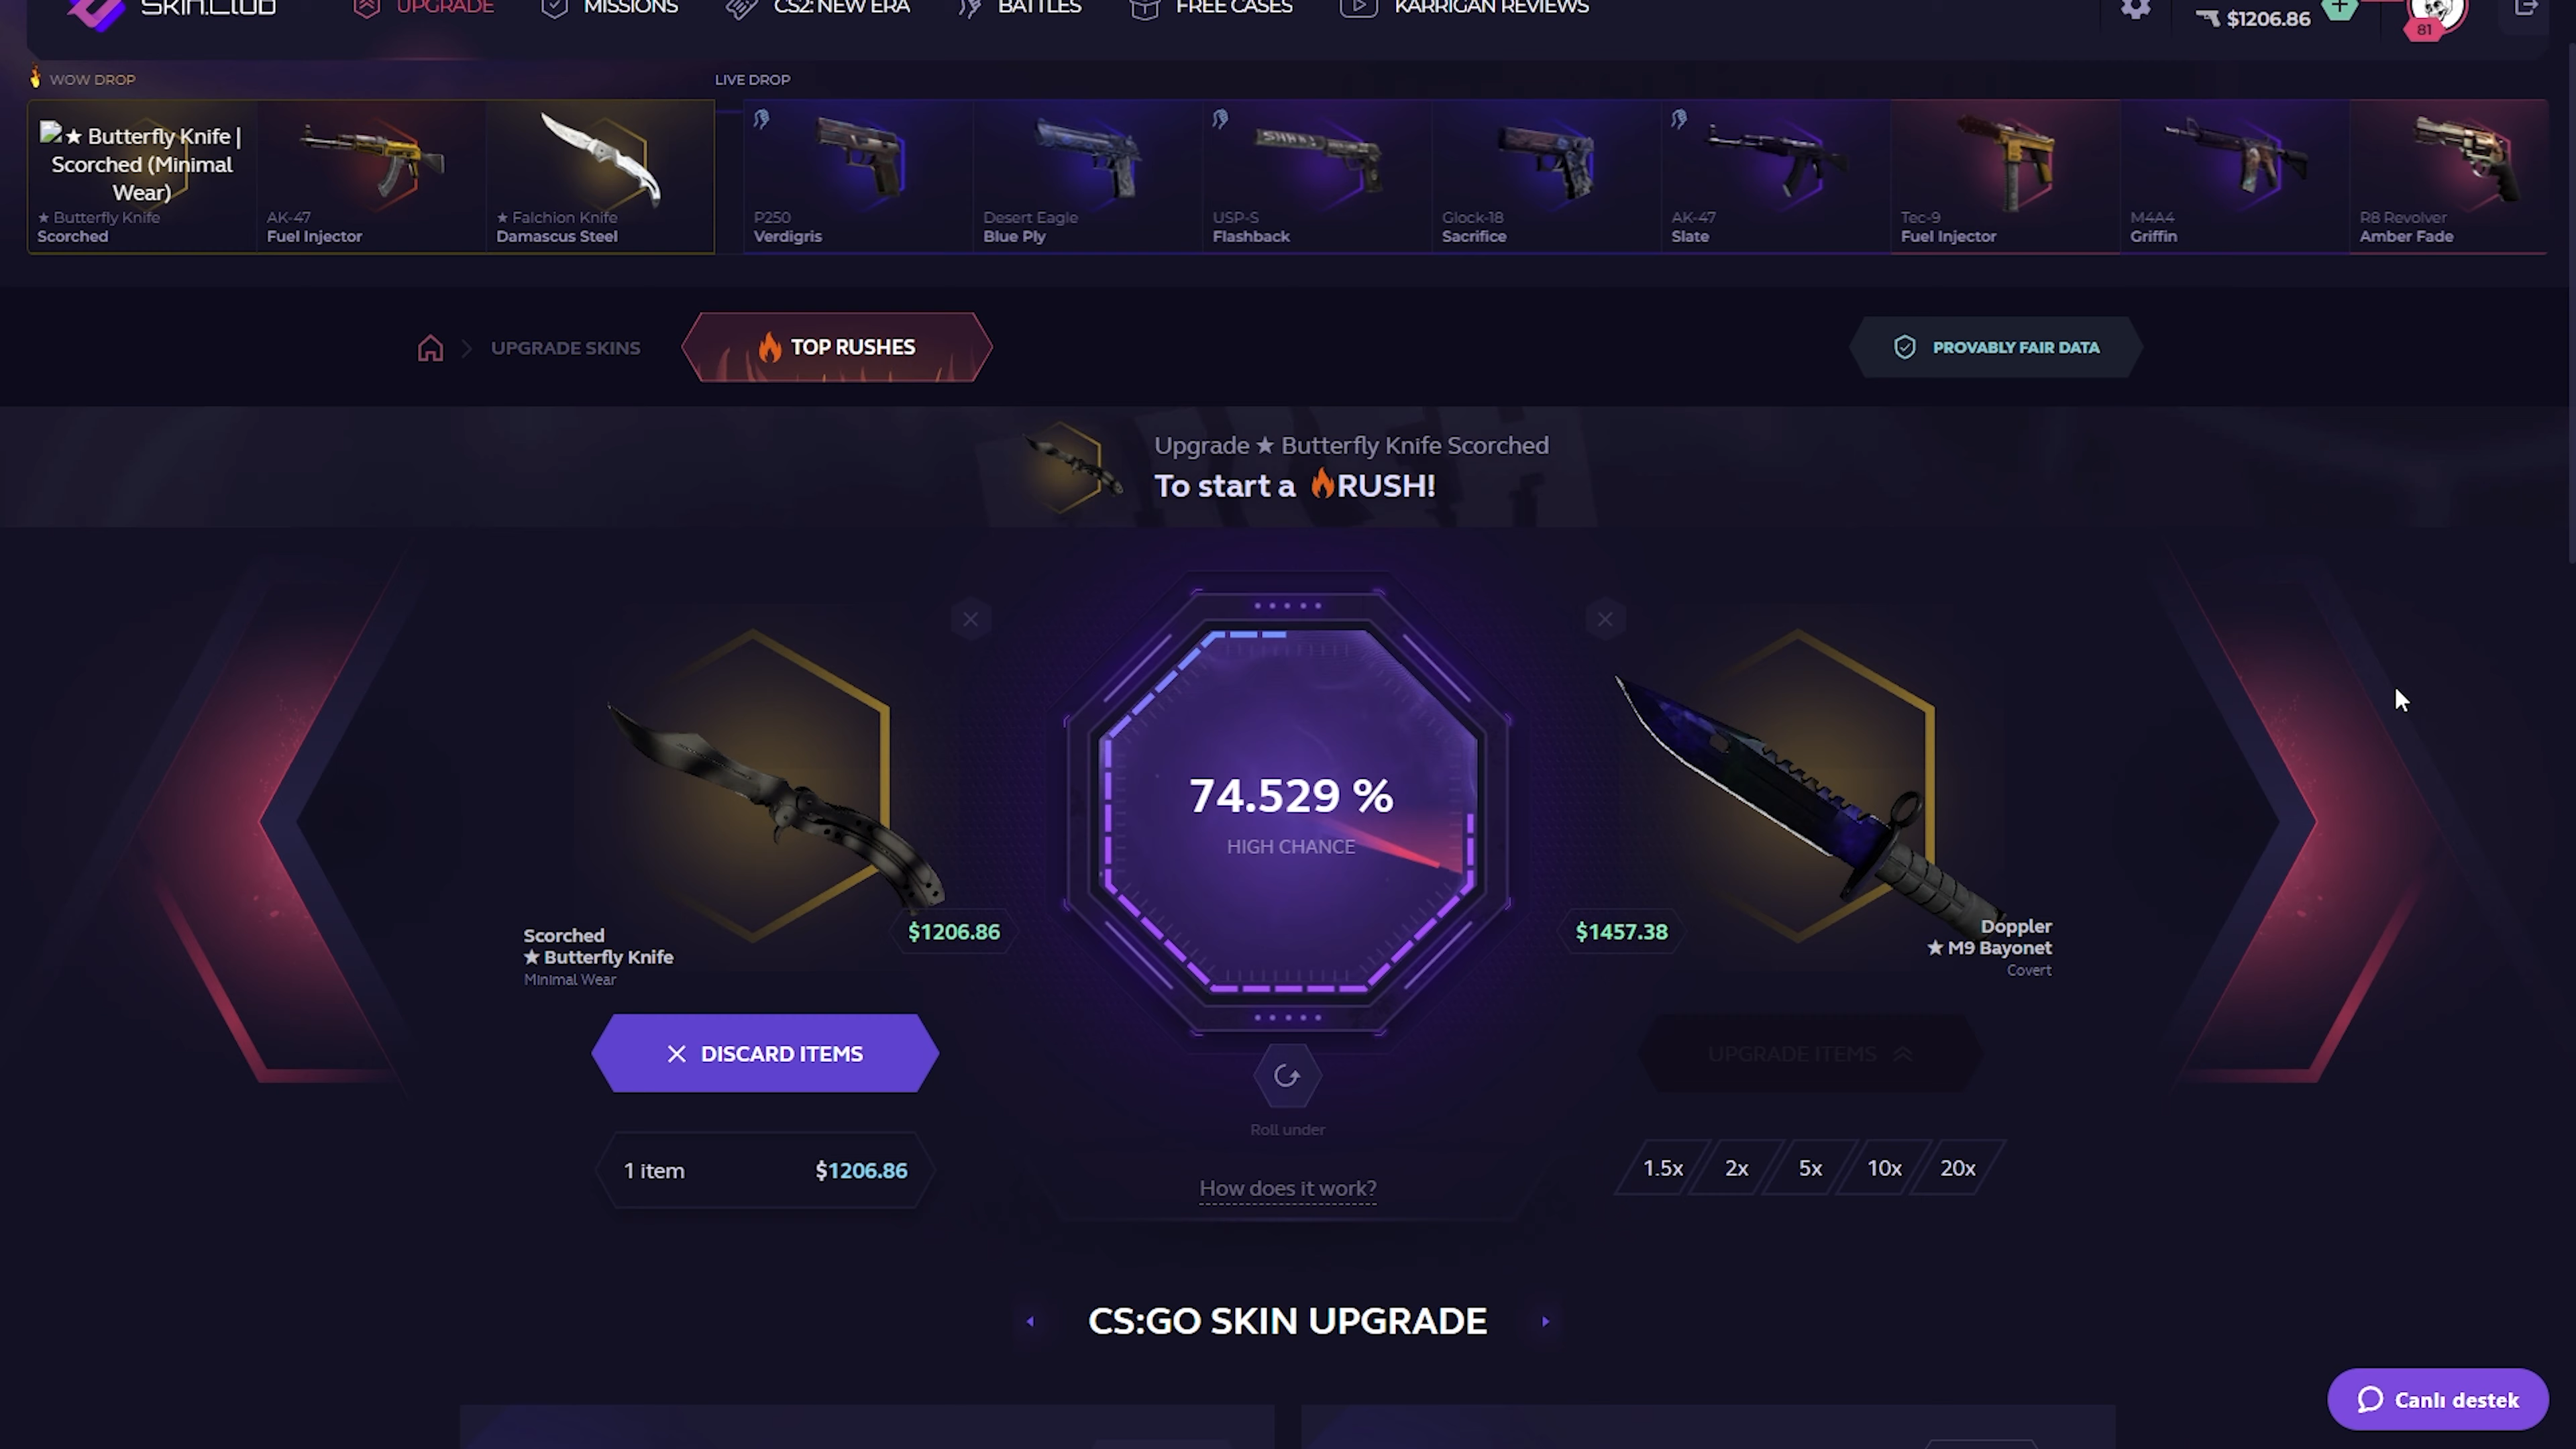 SKIN.CLUB
UPGRADE
MISSIONS
CS2: NEW ERA
BATTLES
FREE CASES
KARRIGAN REVIEWS
$1206.86
81
WOW DROP
LIVE DROP
★ Butterfly Knife |
Scorched (Minimal
Wear)
★ Butterfly Knife
Scorched
AK-47
Fuel Injector
★ Falchion Knife
Damascus Steel
P250
Verdigris
Desert Eagle
Blue Ply
USP-S
Flashback
Glock-18
Sacrifice
AK-47
Slate
Tec-9
Fuel Injector
M4A4
Griffin
R8 Revolver
Amber Fade
UPGRADE SKINS
TOP RUSHES
PROVABLY FAIR DATA
Upgrade ★ Butterfly Knife Scorched
To start a 🔥RUSH!
74.529 %
HIGH CHANCE
Scorched
★ Butterfly Knife
Minimal Wear
$1206.86
$1457.38
Doppler
★ M9 Bayonet
Covert
DISCARD ITEMS
UPGRADE ITEMS
Roll under
1 item
$1206.86
How does it work?
1.5x
2x
5x
10x
20x
CS:GO SKIN UPGRADE
Canlı destek